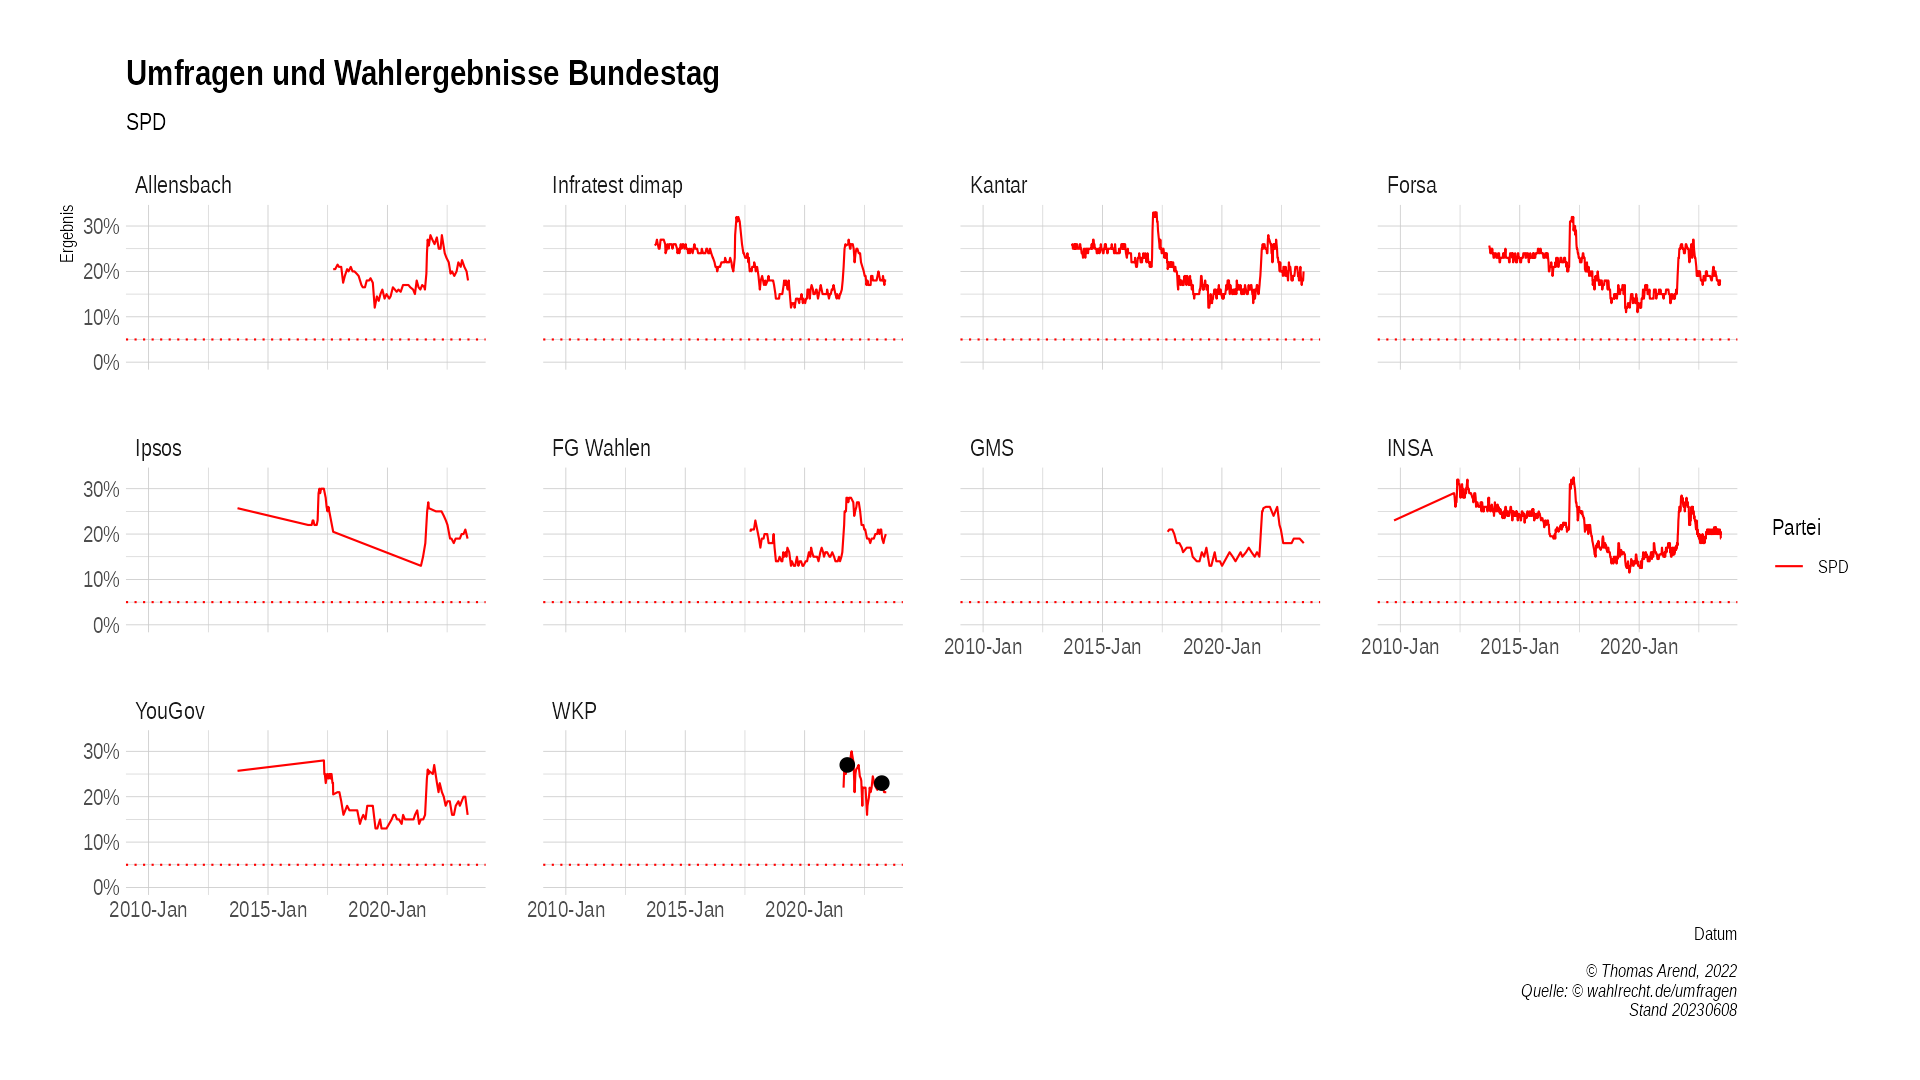 Umfragen und Wahlergebnisse Bundestag
SPD
Allensbach
Infratest dimap
Kantar
Forsa
Ergebnis
30%
20%
10%
0%
Ipsos
FG Wahlen
GMS
INSA
30%
20%
10%
0%
2010-Jan
2015-Jan
2020-Jan
2010-Jan
2015-Jan
2020-Jan
Partei
SPD
YouGov
WKP
30%
20%
10%
0%
2010-Jan
2015-Jan
2020-Jan
2010-Jan
2015-Jan
2020-Jan
Datum
© Thomas Arend, 2022
Quelle: © wahlrecht.de/umfragen
Stand 20230608